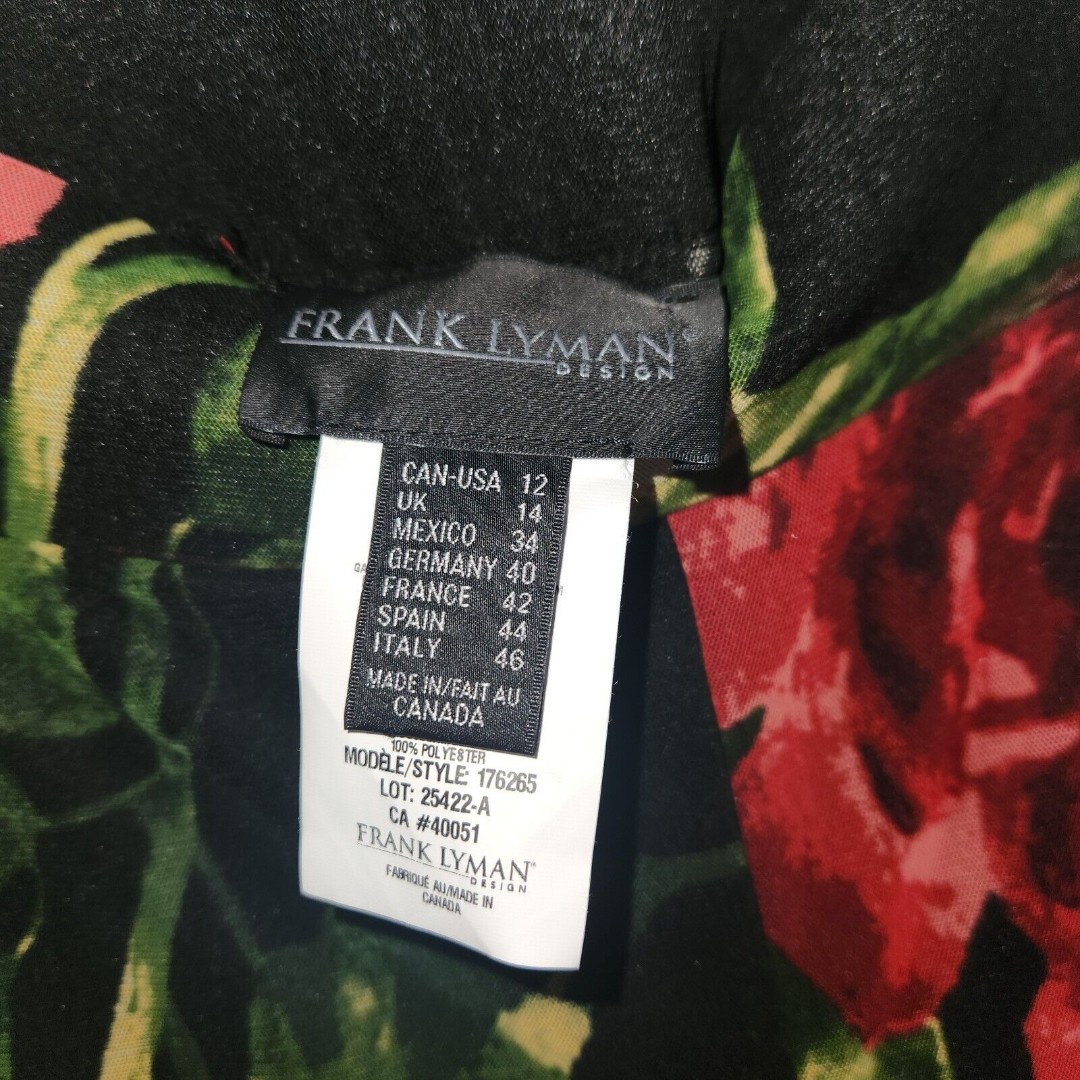 FRANK LYMAN
DESIGN
CAN-USA 12
UK 14
MEXICO 34
GERMANY 40
FRANCE 42
SPAIN 44
ITALY 46
MADE IN/FAIT AU
CANADA
100% POLYESTER
MODÈLE/STYLE: 176265
LOT: 25422-A
CA #40051
FRANK LYMAN®
DESIGN
FABRIQUÉ AU/MADE IN
CANADA